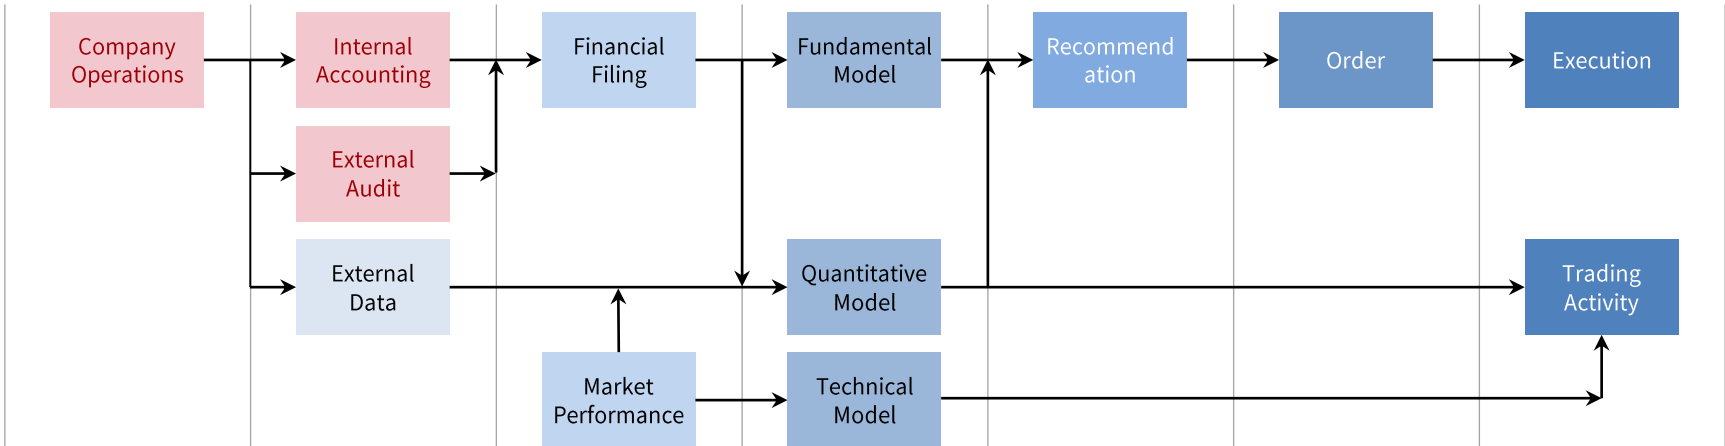 Company
Operations
Internal
Accounting
Financial
Filing
Fundamental
Model
Recommend
ation
Order
Execution
External
Audit
External
Data
Quantitative
Model
Trading
Activity
Market
Performance
Technical
Model